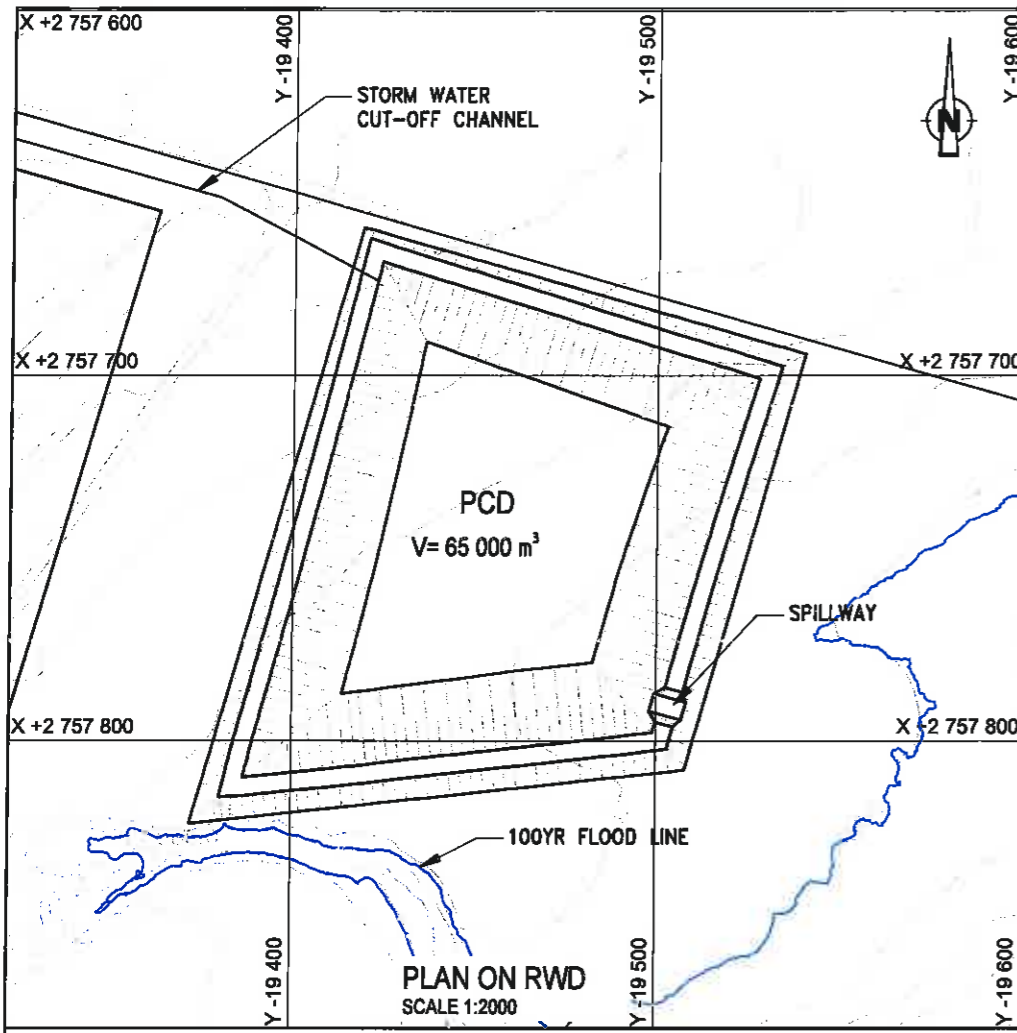 X +2 757 600
Y -19 400
Y -19 500
Y -19 600
STORM WATER
CUT-OFF CHANNEL
N
X +2 757 700
X +2 757 700
PCD
V= 65 000 m³
SPILLWAY
X +2 757 800
X +2 757 800
100YR FLOOD LINE
Y -19 400
Y -19 500
Y -19 600
PLAN ON RWD
SCALE 1:2000